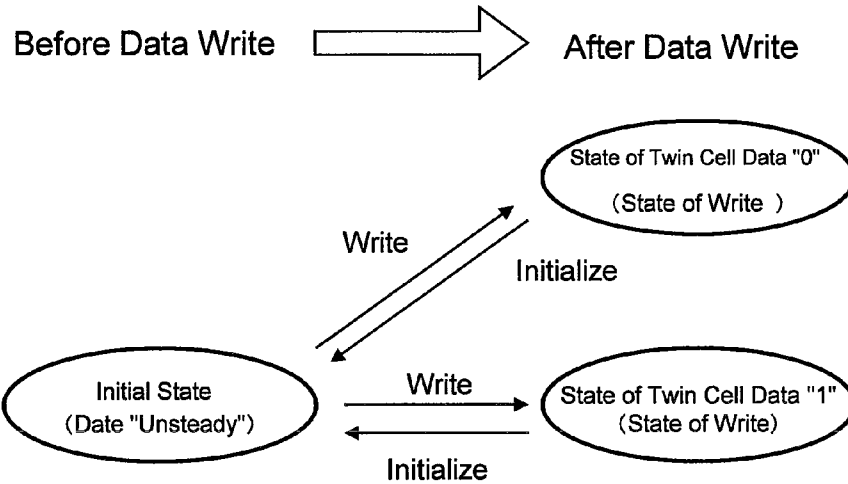 Before Data Write
After Data Write
State of Twin Cell Data "0"
(State of Write )
Write
Initialize
Initial State
(Date "Unsteady")
Write
State of Twin Cell Data "1"
(State of Write)
Initialize